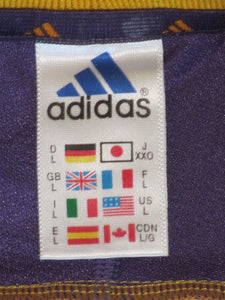 adidas
D J
L XXO
GB F
L L
I US
L L
E CDN
L L/G